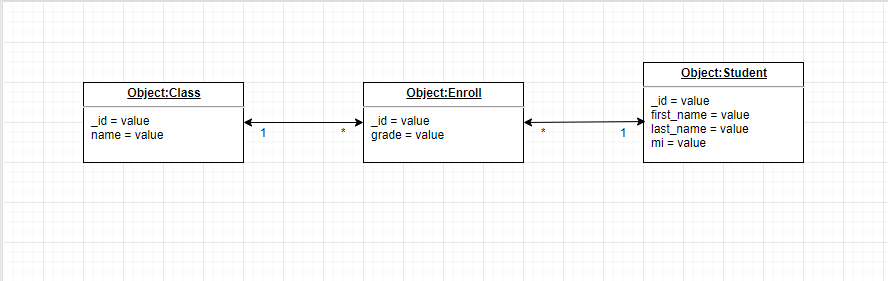 Object:Class
_id = value
name = value
1
*
Object:Enroll
_id = value
grade = value
*
1
Object:Student
_id = value
first_name = value
last_name = value
mi = value